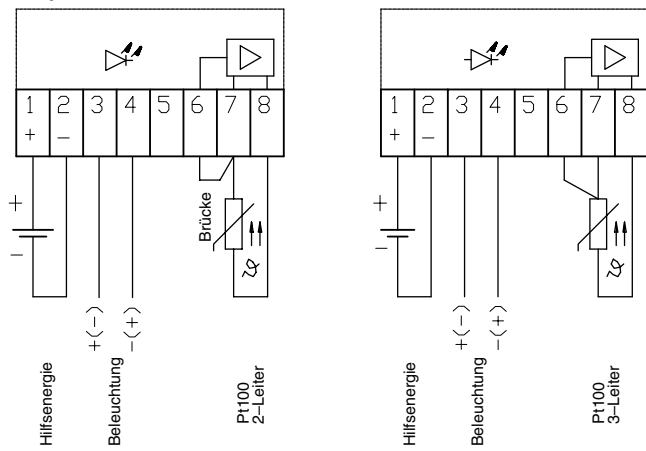 1 2 3 4 5 6 7 8
+ −
+
−
Brücke
ϑ
+(−)
−(+)
Hilfsenergie
Beleuchtung
Pt100
2−Leiter
1 2 3 4 5 6 7 8
+ −
+
−
ϑ
+(−)
−(+)
Hilfsenergie
Beleuchtung
Pt100
3−Leiter